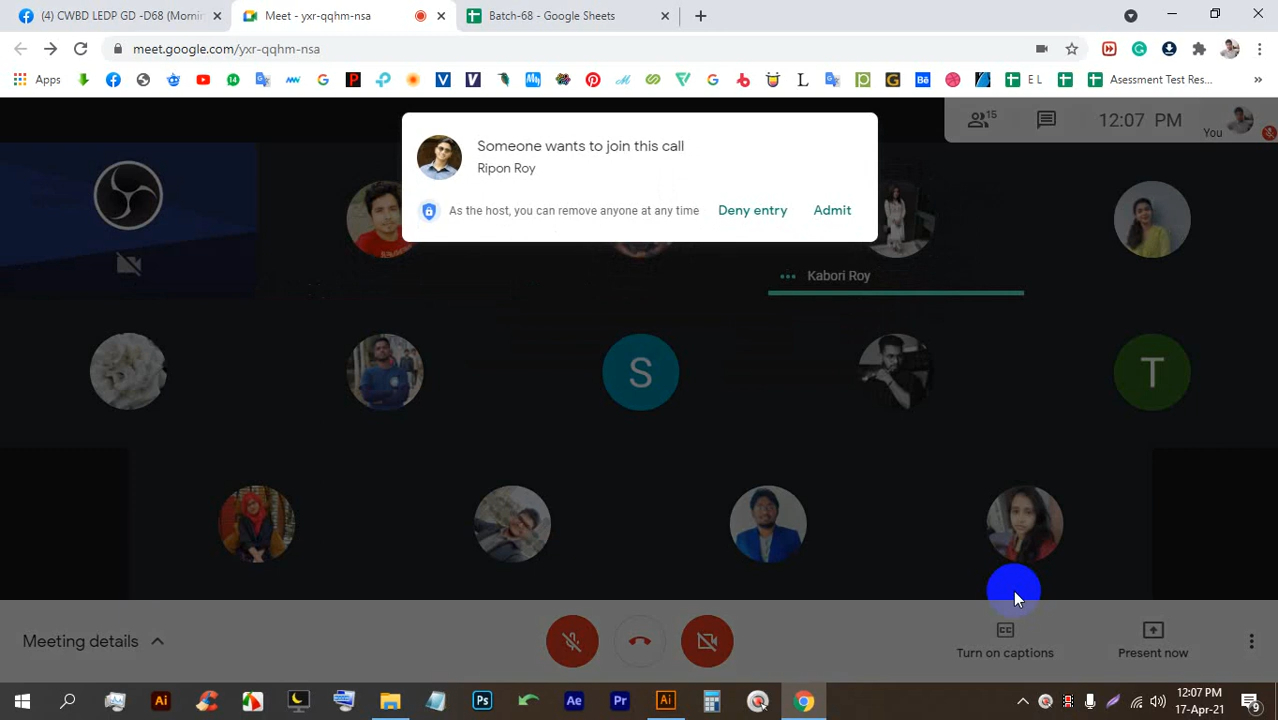 (4) CWBD LEDP GD -D68 (Mornin
Meet - yxr-qqhm-nsa
Batch-68 - Google Sheets
meet.google.com/yxr-qqhm-nsa
Apps
E L
Asessment Test Res...
Someone wants to join this call
Ripon Roy
As the host, you can remove anyone at any time
Deny entry
Admit
15
12:07 PM
You
Kabori Roy
S
T
Meeting details
CC
Turn on captions
Present now
12:07 PM
17-Apr-21